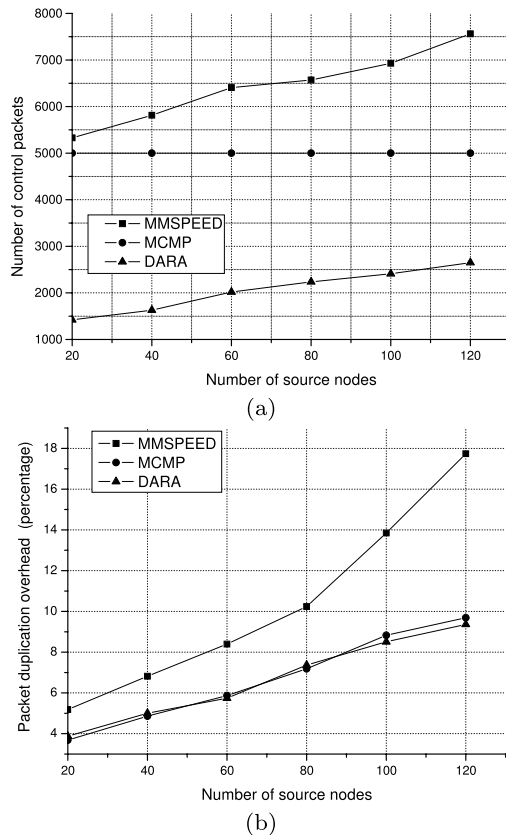 8000
7000
6000
5000
4000
3000
2000
1000
Number of control packets
MMSPEED
MCMP
DARA
20 40 60 80 100 120
Number of source nodes
(a)
18
16
14
12
10
8
6
4
Packet duplication overhead (percentage)
MMSPEED
MCMP
DARA
20 40 60 80 100 120
Number of source nodes
(b)